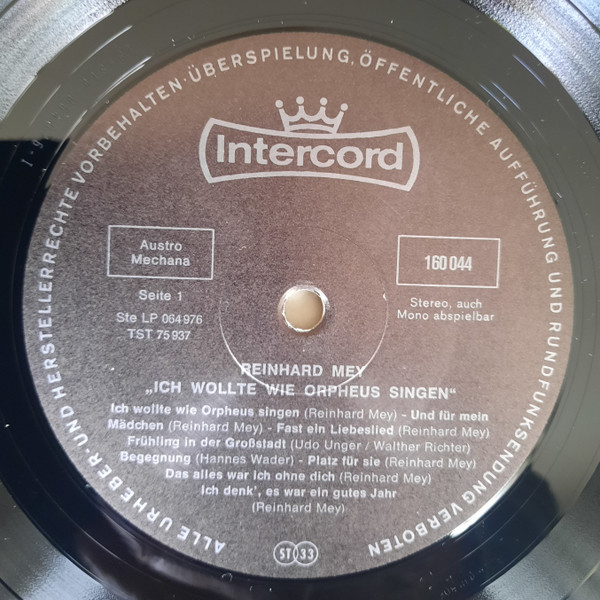 ALLE URHEBER- UND HERSTELLERRECHTE VORBEHALTEN · ÜBERSPIELUNG, ÖFFENTLICHE AUFFÜHRUNG UND RUNDFUNKSENDUNG VERBOTEN
Intercord
Austro
Mechana
160 044
Seite 1
Ste LP 064976
TST 75937
Stereo, auch
Mono abspielbar
REINHARD MEY
„ICH WOLLTE WIE ORPHEUS SINGEN“
Ich wollte wie Orpheus singen (Reinhard Mey) - Und für mein
Mädchen (Reinhard Mey) - Fast ein Liebeslied (Reinhard Mey)
Frühling in der Großstadt (Udo Unger / Walther Richter)
Begegnung (Hannes Wader) - Platz für sie (Reinhard Mey)
Das alles war ich ohne dich (Reinhard Mey)
Ich denk', es war ein gutes Jahr
(Reinhard Mey)
ST 33